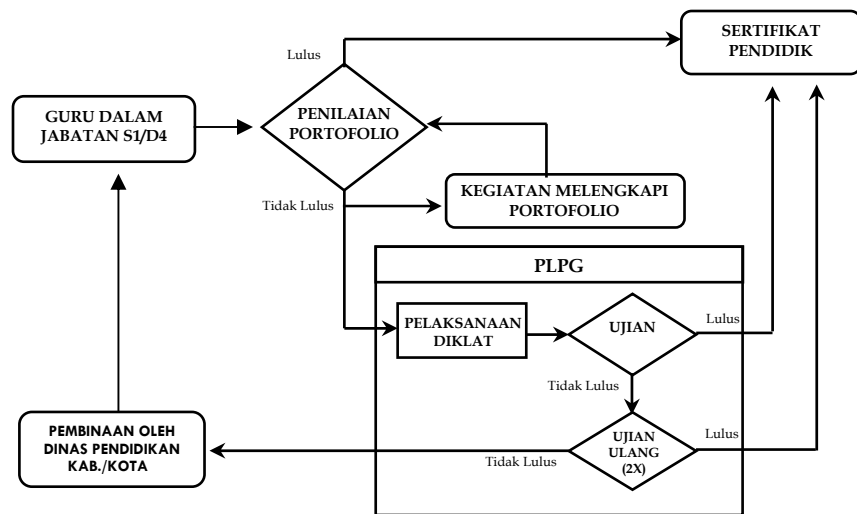 Lulus
SERTIFIKAT
PENDIDIK
GURU DALAM
JABATAN S1/D4
PENILAIAN
PORTOFOLIO
Tidak Lulus
KEGIATAN MELENGKAPI
PORTOFOLIO
PLPG
PELAKSANAAN
DIKLAT
UJIAN
Lulus
Tidak Lulus
UJIAN
ULANG
(2X)
Lulus
Tidak Lulus
PEMBINAAN OLEH
DINAS PENDIDIKAN
KAB./KOTA